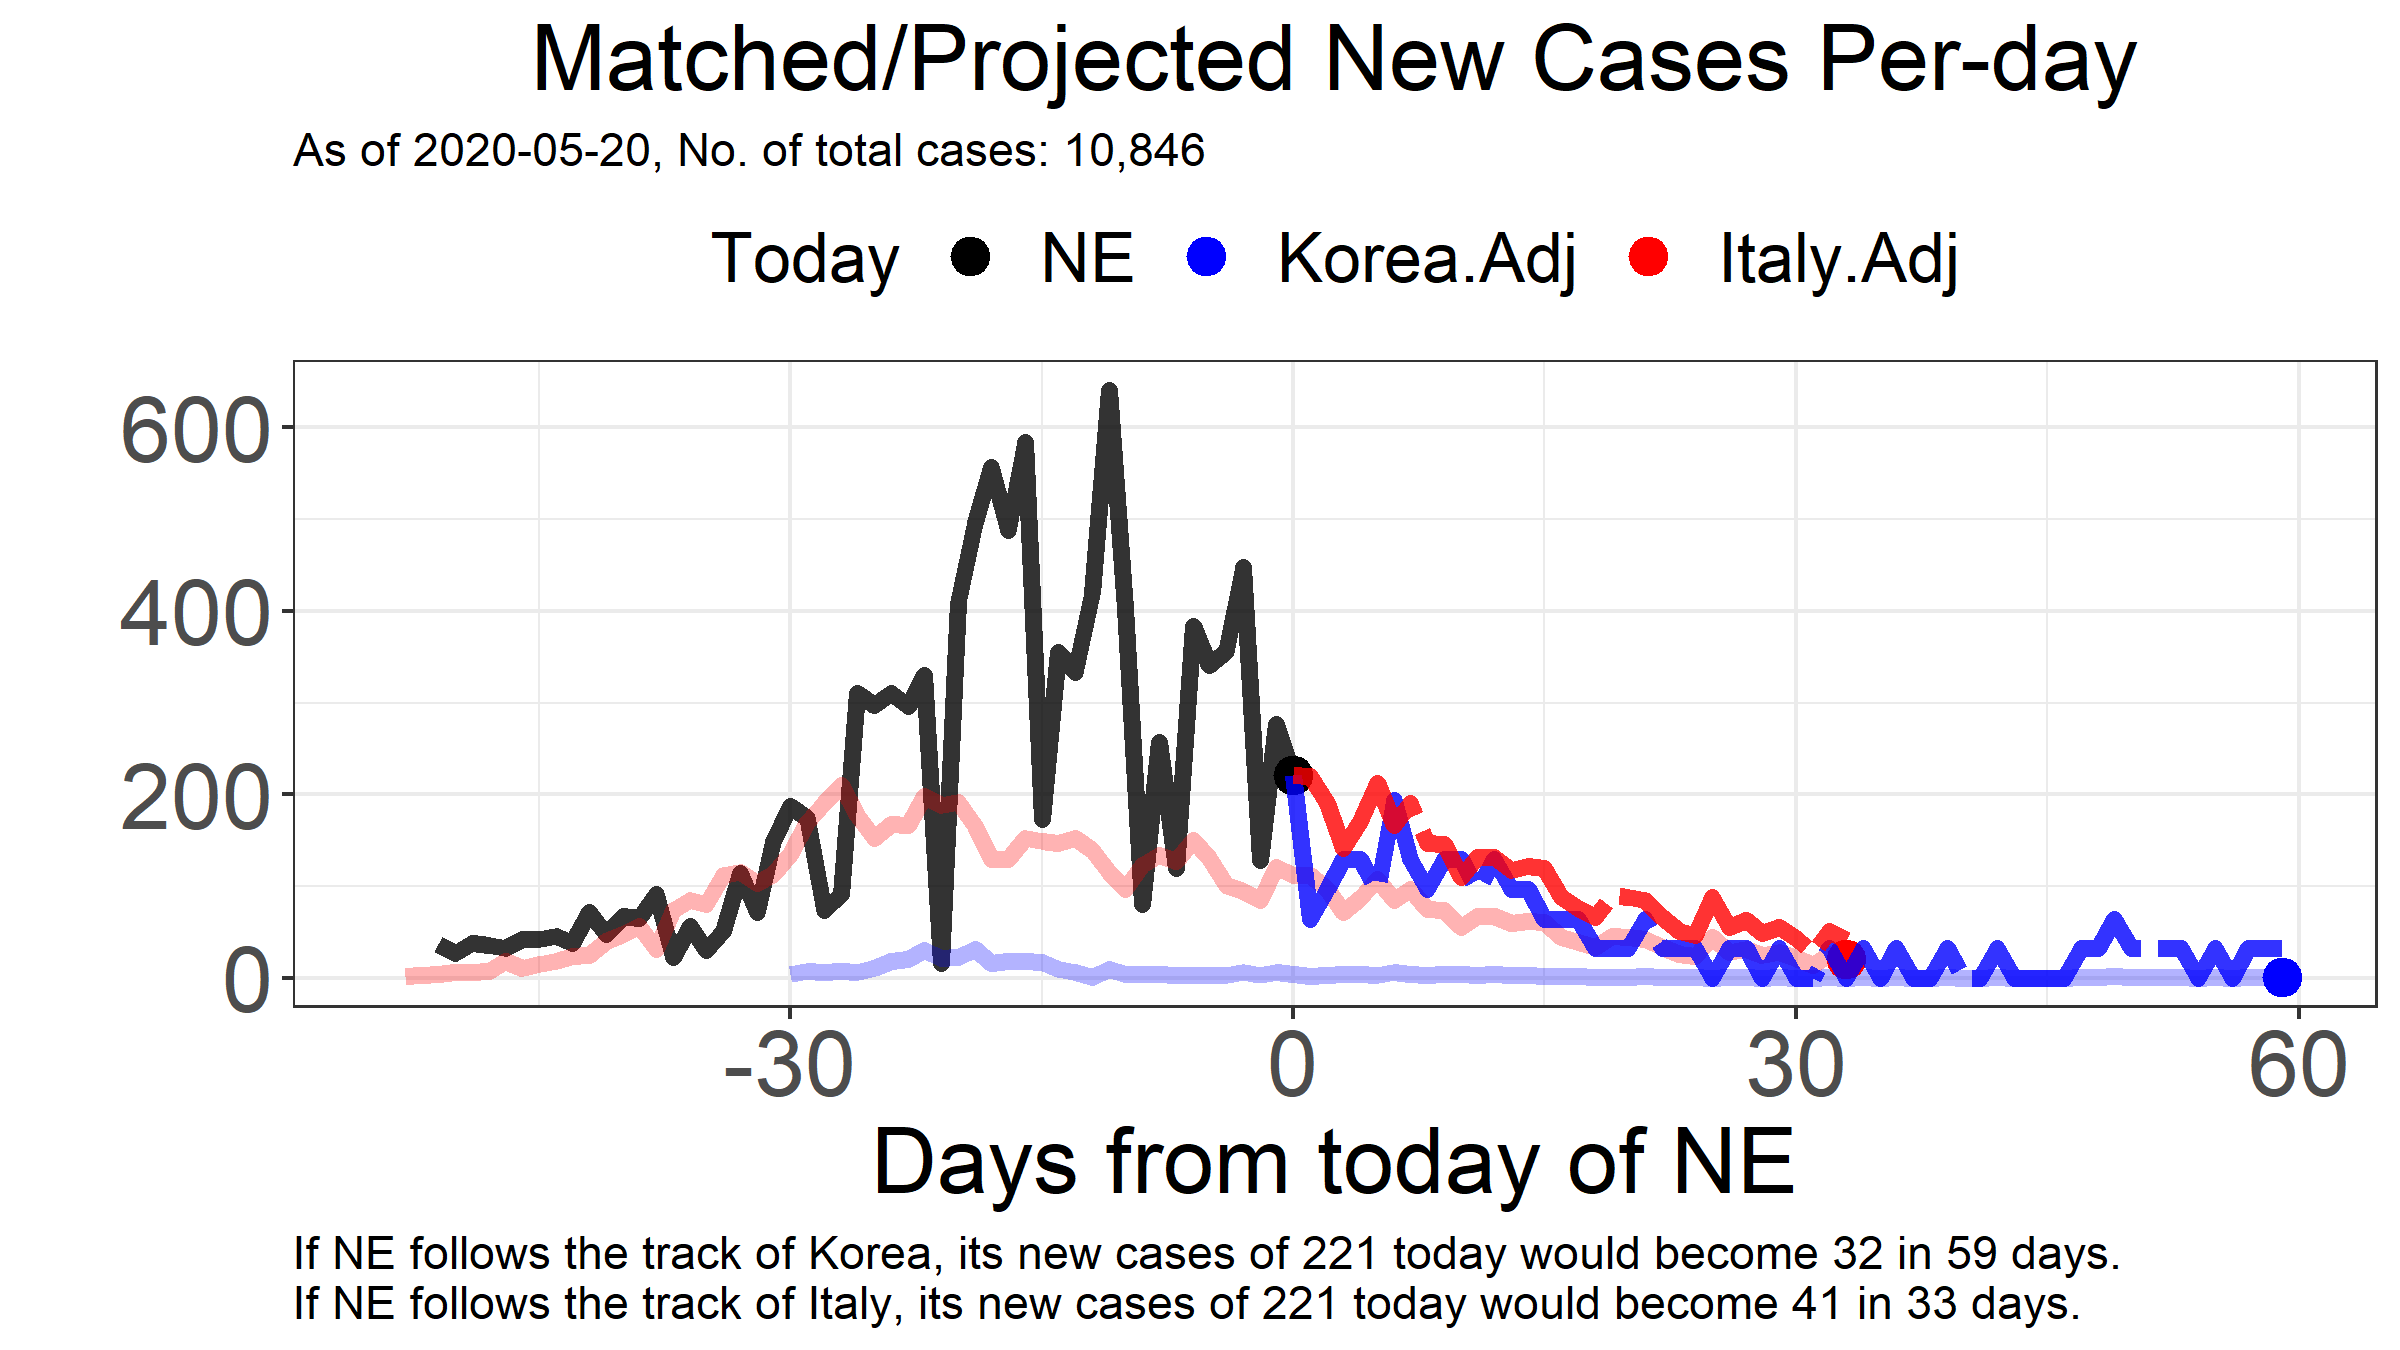 Matched/Projected New Cases Per-day
As of 2020-05-20, No. of total cases: 10,846
Today NE Korea.Adj Italy.Adj
600
400
200
0
-30 0 30 60
Days from today of NE
If NE follows the track of Korea, its new cases of 221 today would become 32 in 59 days.
If NE follows the track of Italy, its new cases of 221 today would become 41 in 33 days.